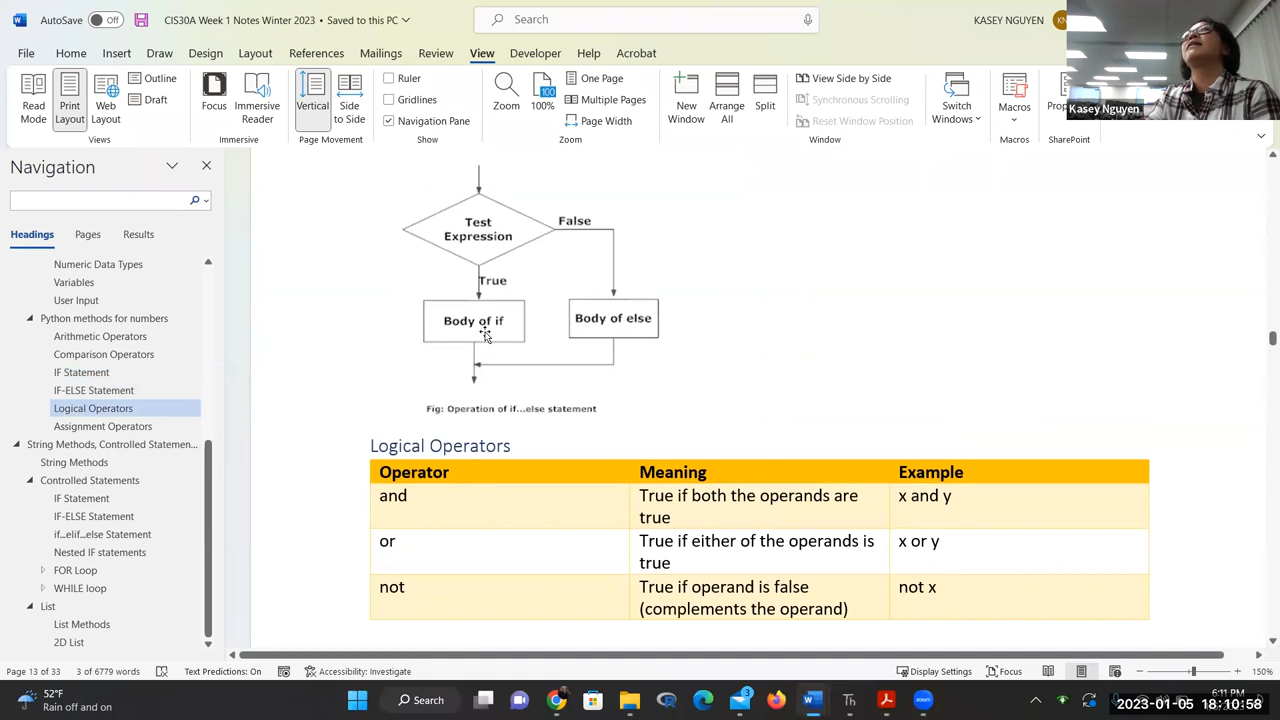 AutoSave Off CIS30A Week 1 Notes Winter 2023 • Saved to this PC Search KASEY NGUYEN
File Home Insert Draw Design Layout References Mailings Review View Developer Help Acrobat
Kasey Nguyen
Read Mode
Print Layout
Web Layout
Outline
Draft
Views
Focus
Immersive Reader
Immersive
Vertical
Side to Side
Page Movement
Ruler
Gridlines
Navigation Pane
Show
Zoom
100
100%
One Page
Multiple Pages
Page Width
Zoom
New Window
Arrange All
Split
View Side by Side
Synchronous Scrolling
Reset Window Position
Window
Switch Windows
Macros
Macros
SharePoint
Navigation
Headings Pages Results
Numeric Data Types
Variables
User Input
Python methods for numbers
Arithmetic Operators
Comparison Operators
IF Statement
IF-ELSE Statement
Logical Operators
Assignment Operators
String Methods, Controlled Statemen...
String Methods
Controlled Statements
IF Statement
IF-ELSE Statement
if...elif...else Statement
Nested IF statements
FOR Loop
WHILE loop
List
List Methods
2D List
Test
Expression
False
True
Body of if
Body of else
Fig: Operation of if...else statement
Logical Operators
Operator Meaning Example
and True if both the operands are x and y
true
or True if either of the operands is x or y
true
not True if operand is false not x
(complements the operand)
Page 13 of 33 3 of 6779 words Text Predictions: On Accessibility: Investigate Display Settings Focus 150%
52°F
Rain off and on
Search
3
zoom
6:11 PM
2023-01-05 18:10:58